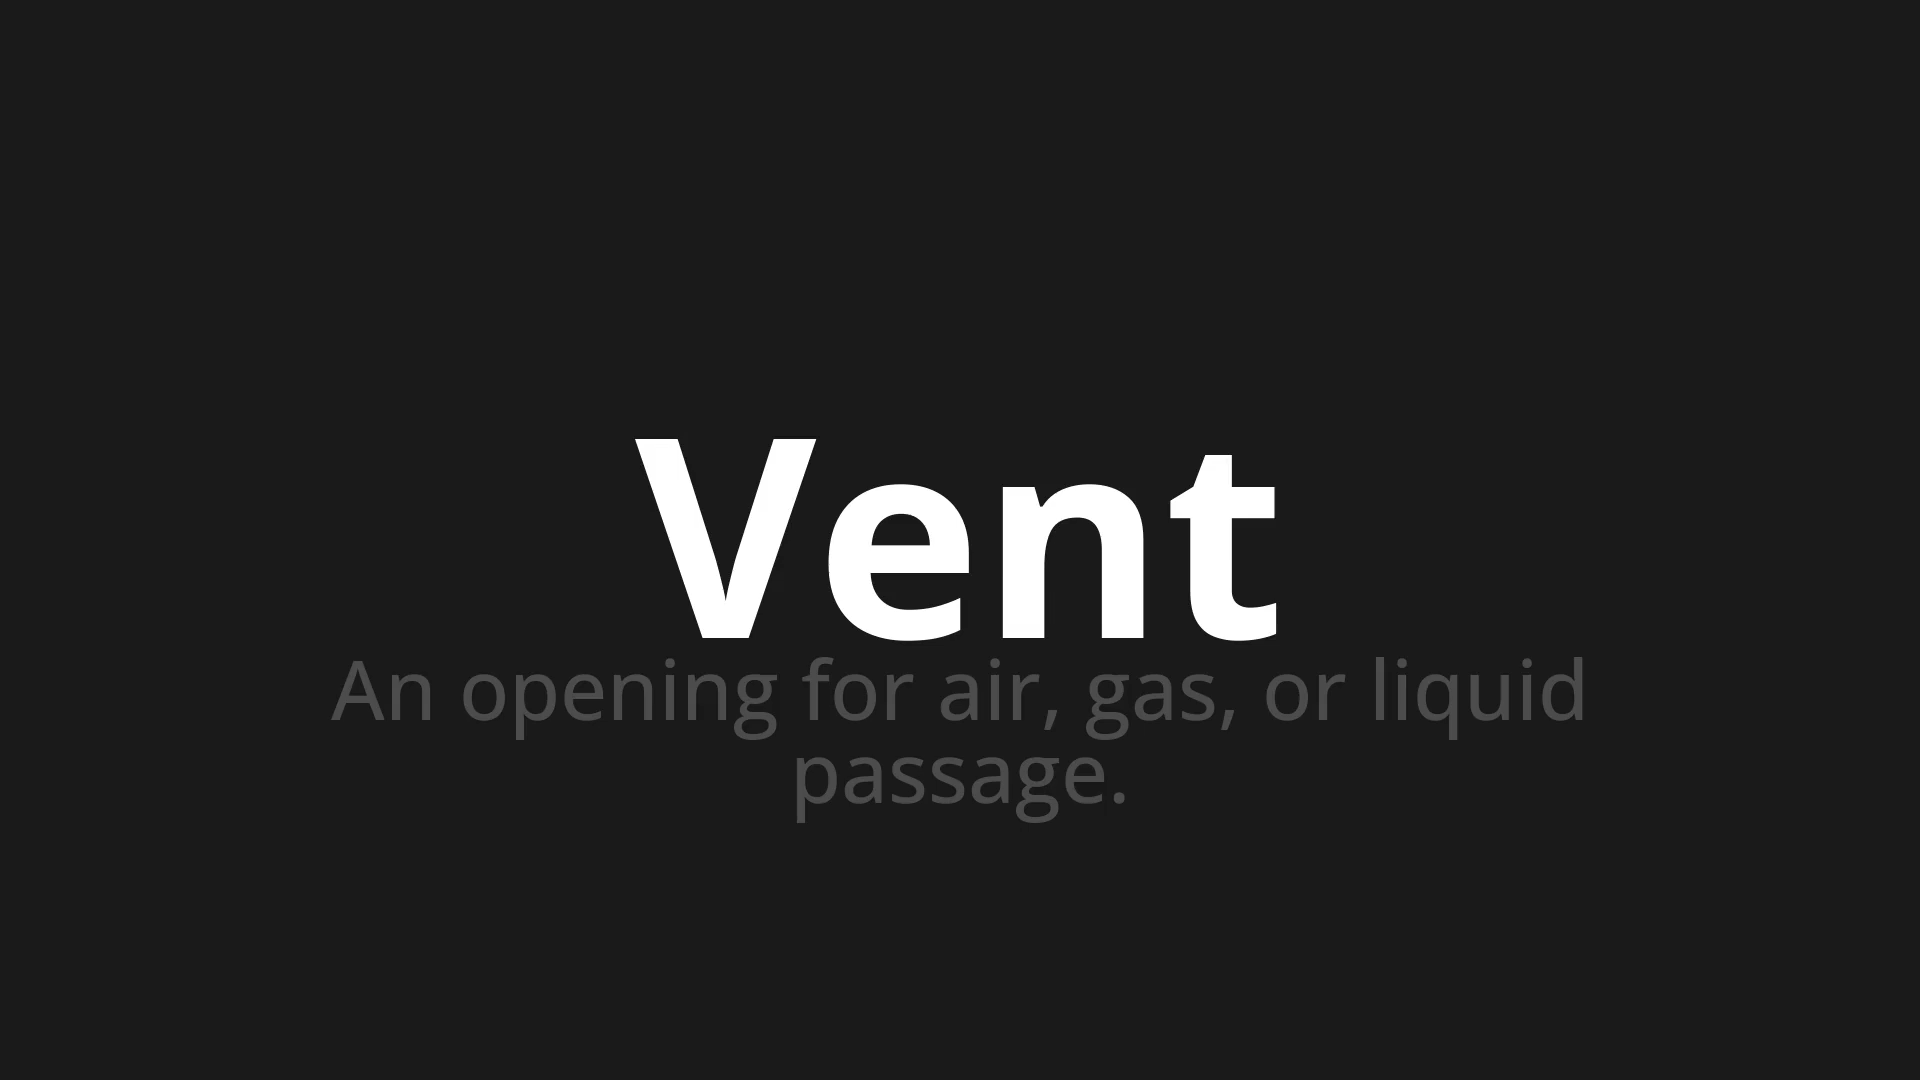 Vent
An opening for air, gas, or liquid
passage.